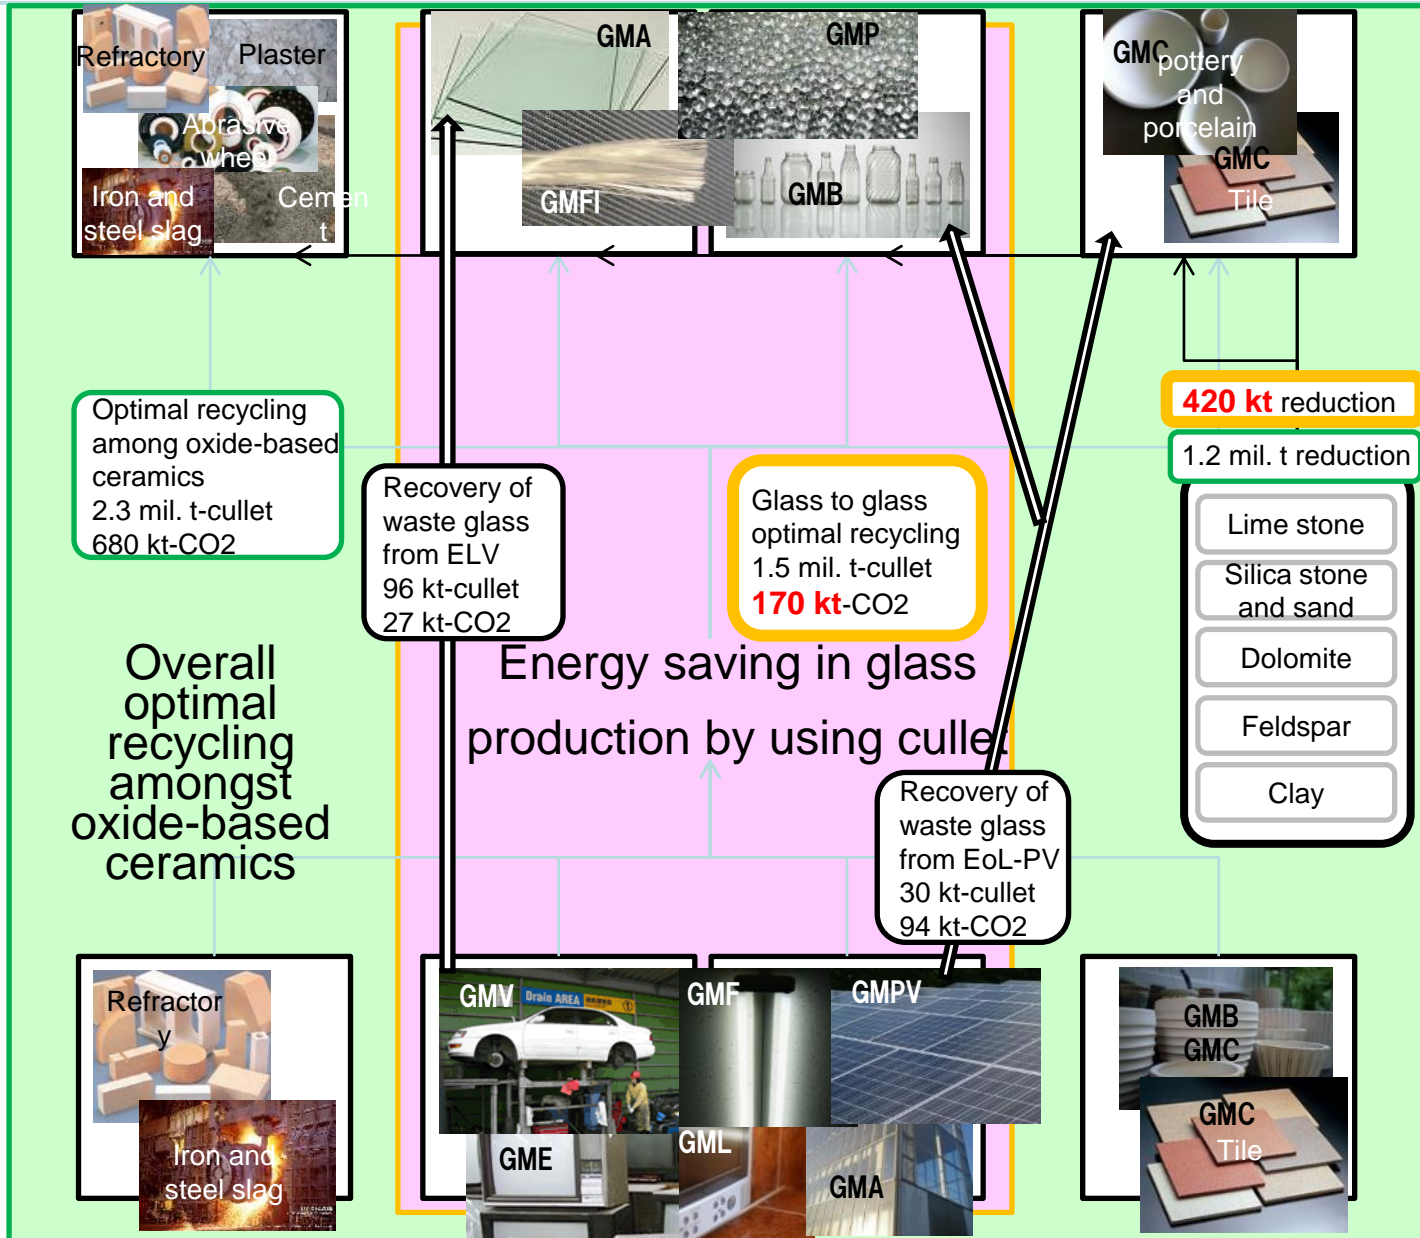 Refractory
Plaster
Abrasive
wheel
Iron and
steel slag
Cemen
t
GMA
GMP
GMFI
GMB
GMC
pottery
and
porcelain
GMC
Tile
420 kt reduction
1.2 mil. t reduction
Optimal recycling
among oxide-based
ceramics
2.3 mil. t-cullet
680 kt-CO2
Recovery of
waste glass
from ELV
96 kt-cullet
27 kt-CO2
Glass to glass
optimal recycling
1.5 mil. t-cullet
170 kt-CO2
Lime stone
Silica stone
and sand
Dolomite
Feldspar
Clay
Overall
optimal
recycling
amongst
oxide-based
ceramics
Energy saving in glass
production by using cullet
Recovery of
waste glass
from EoL-PV
30 kt-cullet
94 kt-CO2
Refractor
y
Iron and
steel slag
GMV
Drain AREA
GMF
GMPV
GME
GML
GMA
GMB
GMC
GMC
Tile